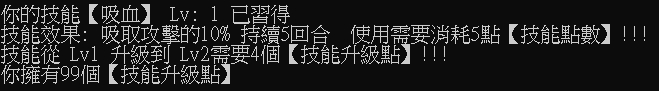 你的技能【吸血】 Lv: 1 已習得
技能效果: 吸取攻擊的10% 持續5回合  使用需要消耗5點【技能點數】!!!
技能從 Lv1 升級到 Lv2需要4個【技能升級點】!!!
你擁有99個【技能升級點】